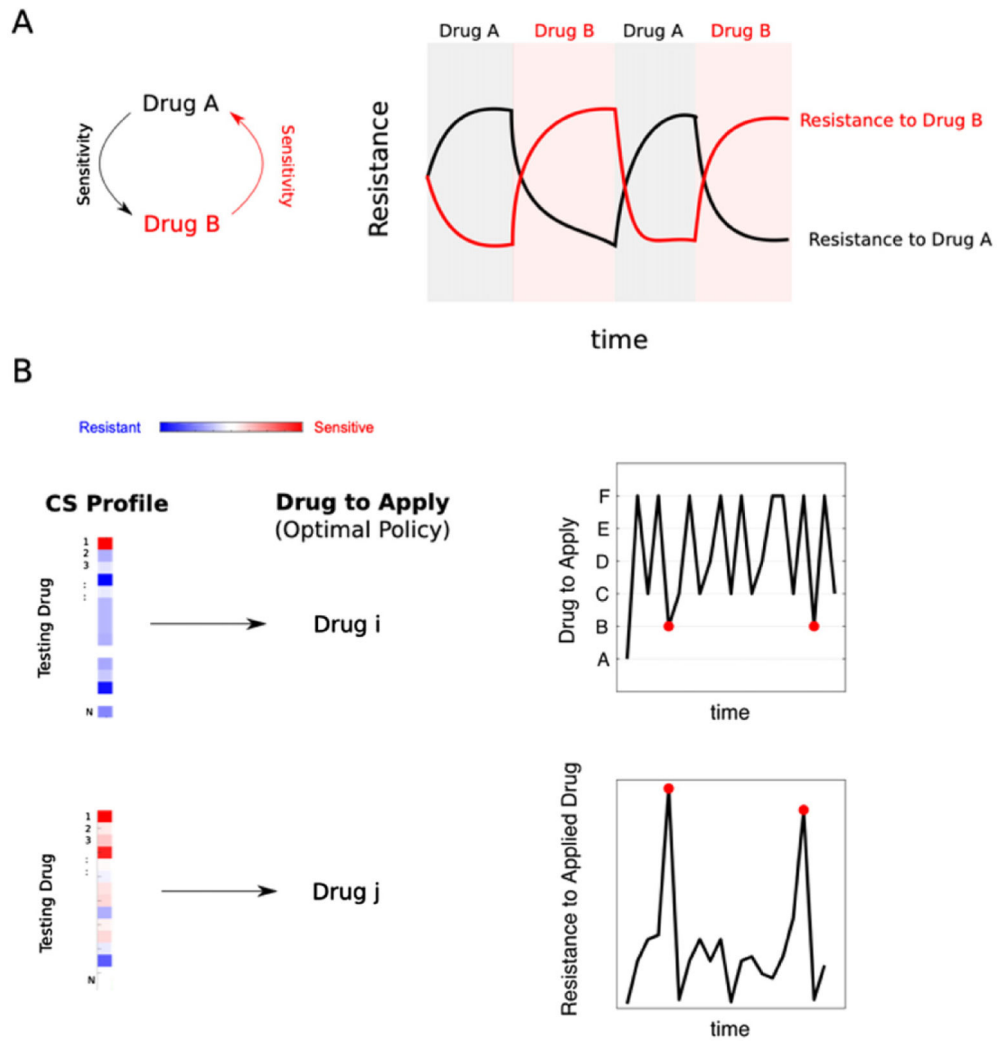 A
Drug A
Sensitivity
Sensitivity
Drug B
Drug A
Drug B
Drug A
Drug B
Resistance
Resistance to Drug B
Resistance to Drug A
time
B
Resistant
Sensitive
CS Profile
Drug to Apply
(Optimal Policy)
Testing Drug
1
2
3
:
:
N
Drug i
Drug to Apply
F
E
D
C
B
A
time
Testing Drug
1
2
3
:
:
N
Drug j
Resistance to Applied Drug
time